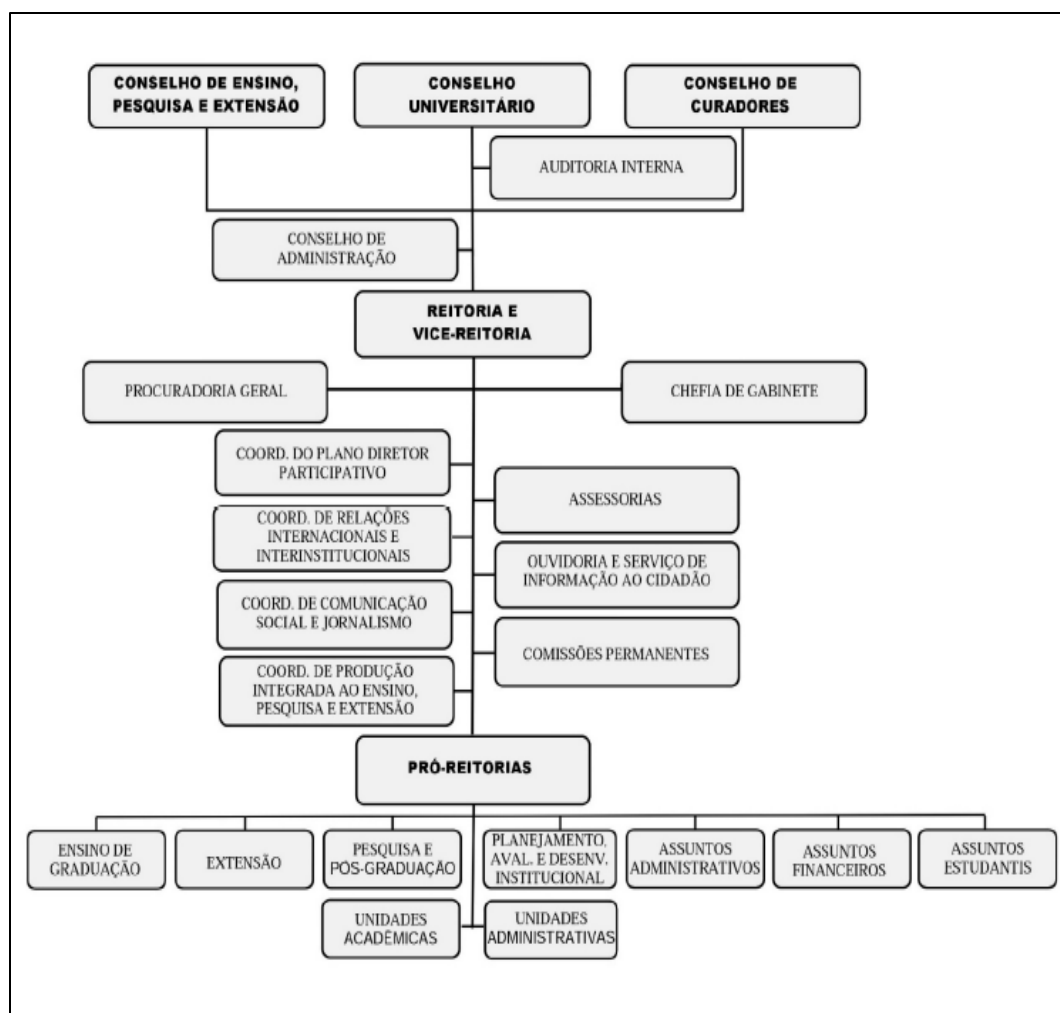 CONSELHO DE ENSINO,
PESQUISA E EXTENSÃO
CONSELHO
UNIVERSITÁRIO
CONSELHO DE
CURADORES
AUDITORIA INTERNA
CONSELHO DE
ADMINISTRAÇÃO
REITORIA E
VICE-REITORIA
PROCURADORIA GERAL
CHEFIA DE GABINETE
COORD. DO PLANO DIRETOR
PARTICIPATIVO
ASSESSORIAS
COORD. DE RELAÇÕES
INTERNACIONAIS E
INTERINSTITUCIONAIS
OUVIDORIA E SERVIÇO DE
INFORMAÇÃO AO CIDADÃO
COORD. DE COMUNICAÇÃO
SOCIAL E JORNALISMO
COMISSÕES PERMANENTES
COORD. DE PRODUÇÃO
INTEGRADA AO ENSINO,
PESQUISA E EXTENSÃO
PRÓ-REITORIAS
ENSINO DE
GRADUAÇÃO
EXTENSÃO
PESQUISA E
PÓS-GRADUAÇÃO
PLANEJAMENTO,
AVAL. E DESENV.
INSTITUCIONAL
ASSUNTOS
ADMINISTRATIVOS
ASSUNTOS
FINANCEIROS
ASSUNTOS
ESTUDANTIS
UNIDADES
ACADÊMICAS
UNIDADES
ADMINISTRATIVAS